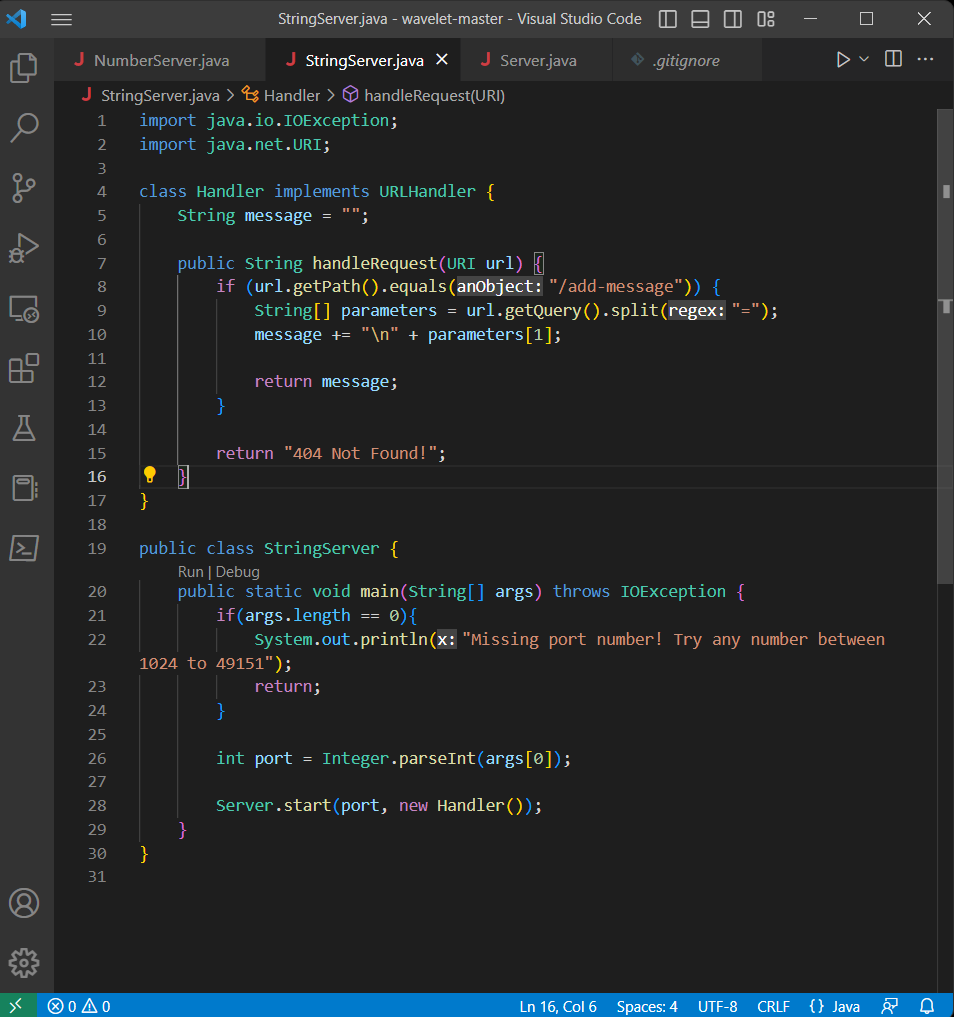 StringServer.java - wavelet-master - Visual Studio Code
J NumberServer.java J StringServer.java J Server.java .gitignore
J StringServer.java > Handler > handleRequest(URI)
1 import java.io.IOException;
2 import java.net.URI;
3
4 class Handler implements URLHandler {
5     String message = "";
6
7     public String handleRequest(URI url) {
8         if (url.getPath().equals(anObject: "/add-message")) {
9             String[] parameters = url.getQuery().split(regex: "=");
10             message += "\n" + parameters[1];
11
12             return message;
13         }
14
15         return "404 Not Found!";
16     }
17 }
18
19 public class StringServer {
Run | Debug
20     public static void main(String[] args) throws IOException {
21         if(args.length == 0){
22             System.out.println(x: "Missing port number! Try any number between
1024 to 49151");
23             return;
24         }
25
26         int port = Integer.parseInt(args[0]);
27
28         Server.start(port, new Handler());
29     }
30 }
31
0 0 Ln 16, Col 6 Spaces: 4 UTF-8 CRLF {} Java